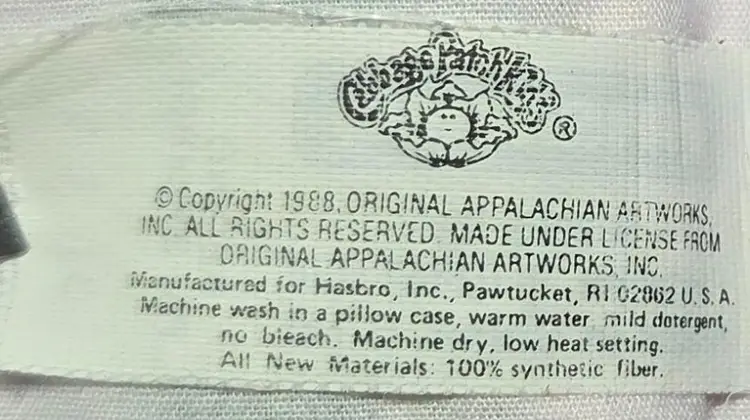 Cabbage Patch Kids ®
© Copyright 1988, ORIGINAL APPALACHIAN ARTWORKS,
INC. ALL RIGHTS RESERVED. MADE UNDER LICENSE FROM
ORIGINAL APPALACHIAN ARTWORKS, INC.
Manufactured for Hasbro, Inc., Pawtucket, RI 02862 U.S.A.
Machine wash in a pillow case, warm water, mild detergent,
no bleach. Machine dry, low heat setting.
All New Materials: 100% synthetic fiber.